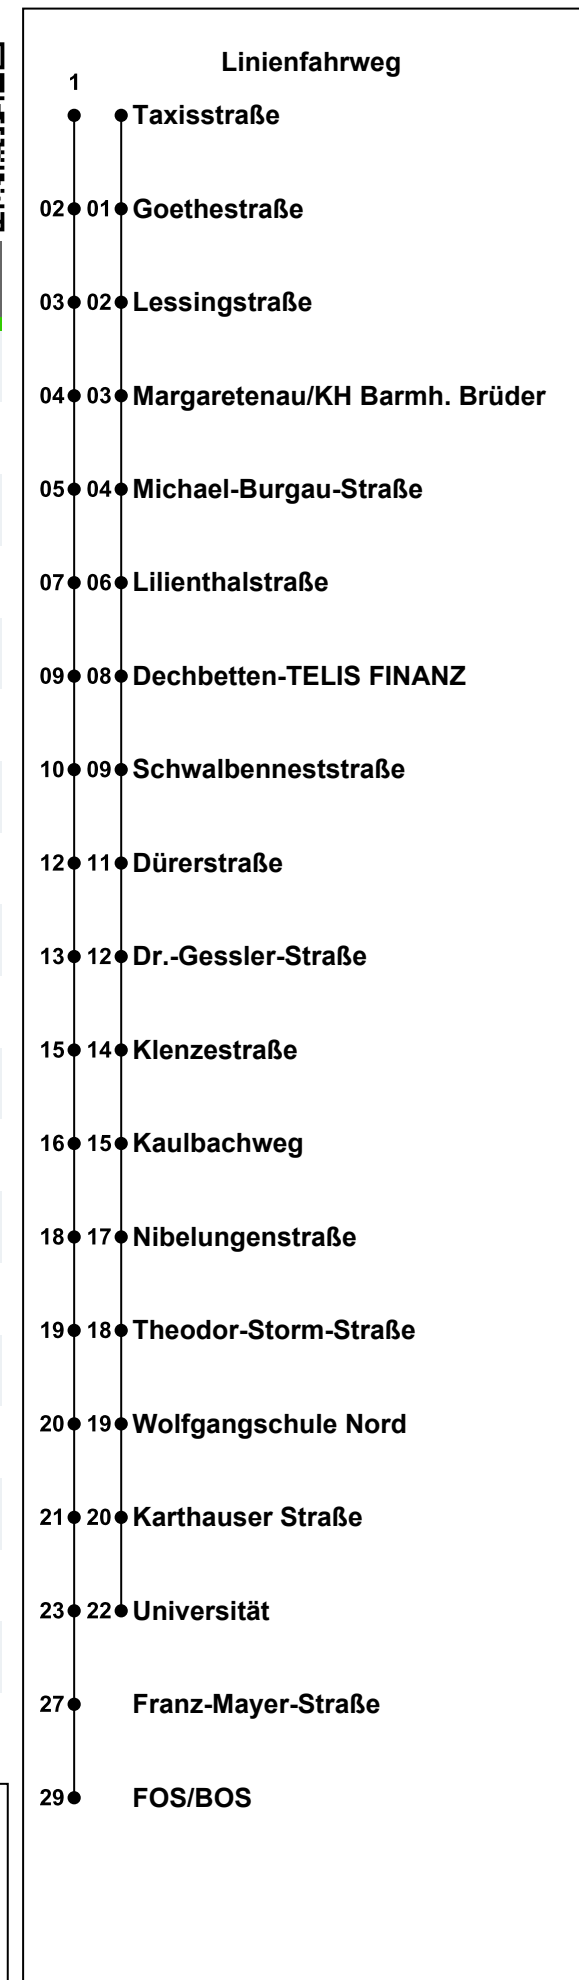 Linienfahrweg
1
Taxisstraße
02 01 Goethestraße
03 02 Lessingstraße
04 03 Margaretenau/KH Barmh. Brüder
05 04 Michael-Burgau-Straße
07 06 Lilienthalstraße
09 08 Dechbetten-TELIS FINANZ
10 09 Schwalbenneststraße
12 11 Dürerstraße
13 12 Dr.-Gessler-Straße
15 14 Klenzestraße
16 15 Kaulbachweg
18 17 Nibelungenstraße
19 18 Theodor-Storm-Straße
20 19 Wolfgangschule Nord
21 20 Karthauser Straße
23 22 Universität
27 Franz-Mayer-Straße
29 FOS/BOS